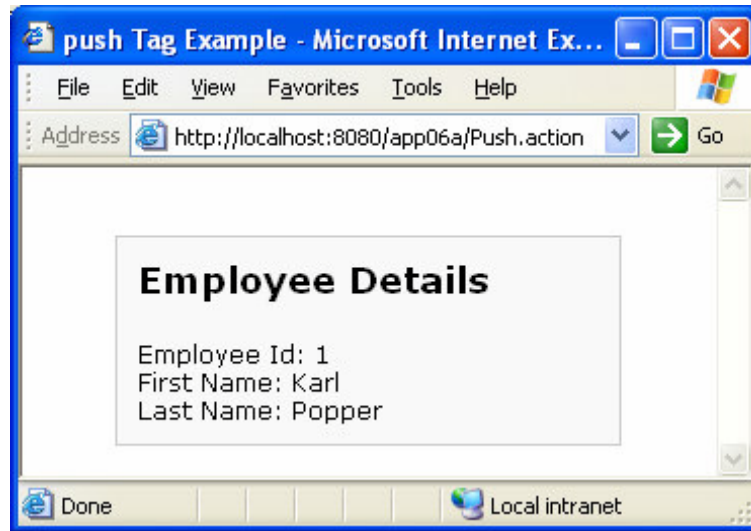 push Tag Example - Microsoft Internet Ex...
File Edit View Favorites Tools Help
Address http://localhost:8080/app06a/Push.action Go
Employee Details
Employee Id: 1
First Name: Karl
Last Name: Popper
Done Local intranet